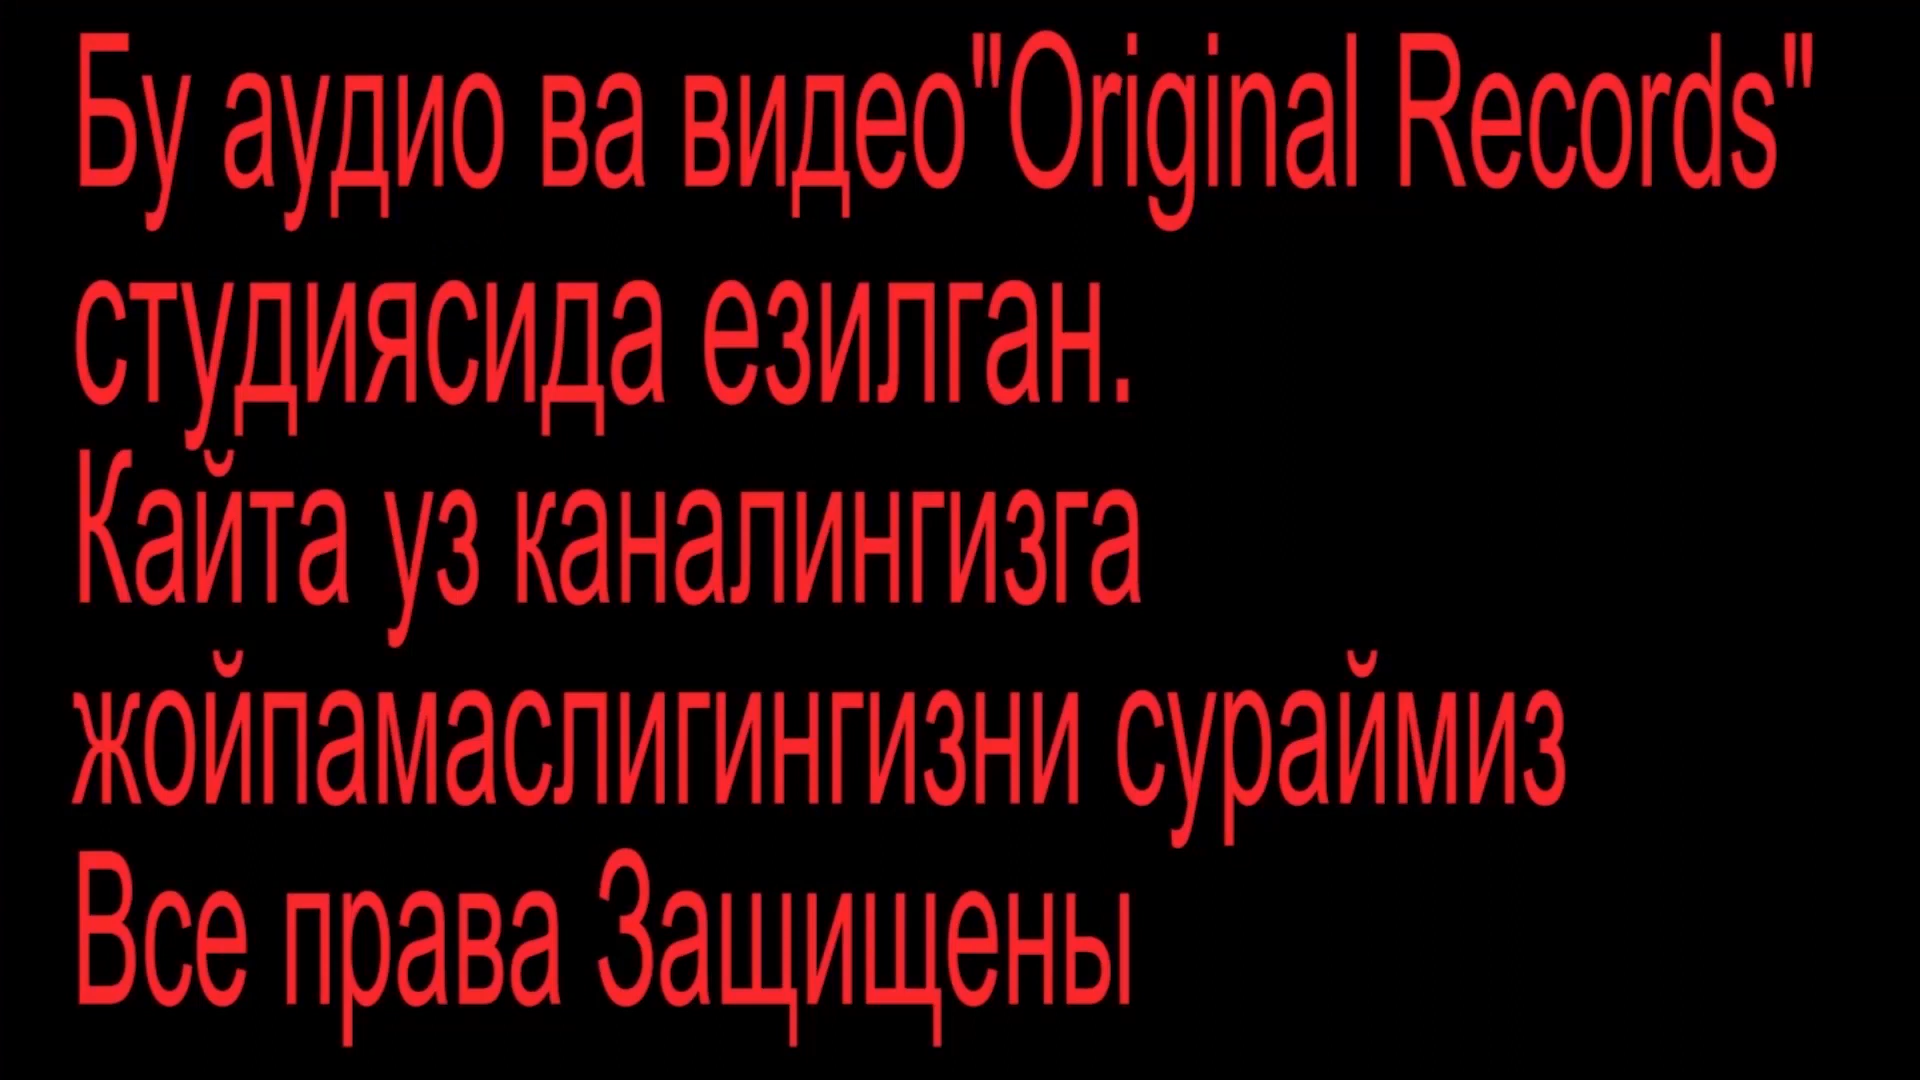 Бу аудио ва видео"Original Records"
студиясида езилган.
Кайта уз каналингизга
жойпамаслигингизни сураймиз
Все права Защищены